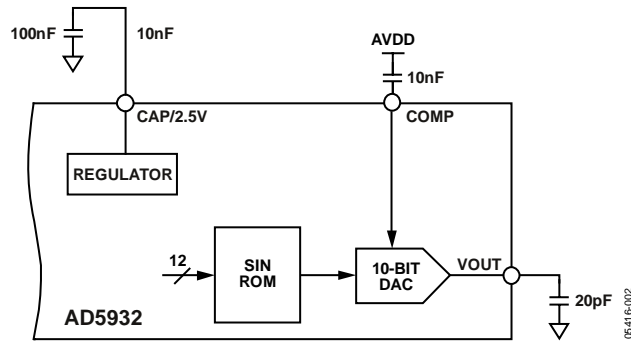 100nF
10nF
AVDD
10nF
CAP/2.5V
COMP
REGULATOR
12
SIN
ROM
10-BIT
DAC
VOUT
20pF
AD5932
05416-002